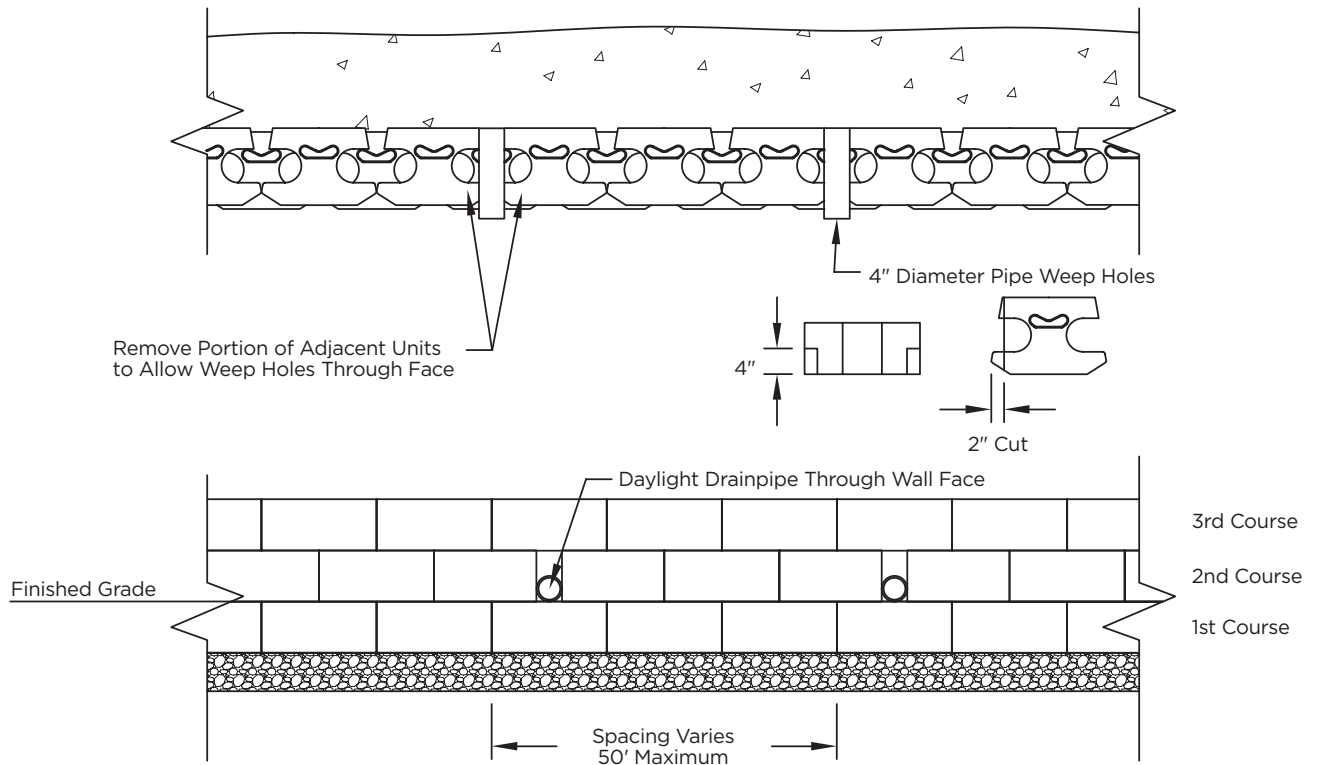 4" Diameter Pipe Weep Holes
Remove Portion of Adjacent Units
to Allow Weep Holes Through Face
4"
2" Cut
Daylight Drainpipe Through Wall Face
3rd Course
Finished Grade
2nd Course
1st Course
Spacing Varies
50' Maximum